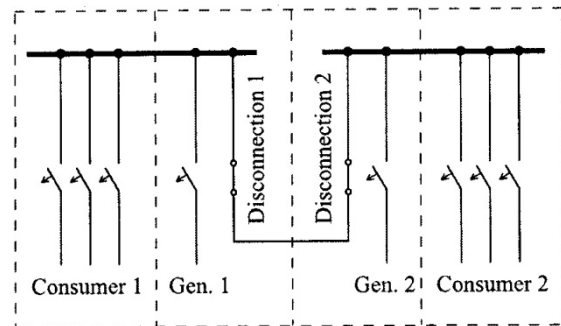 Disconnection 1
Disconnection 2
Consumer 1
Gen. 1
Gen. 2
Consumer 2